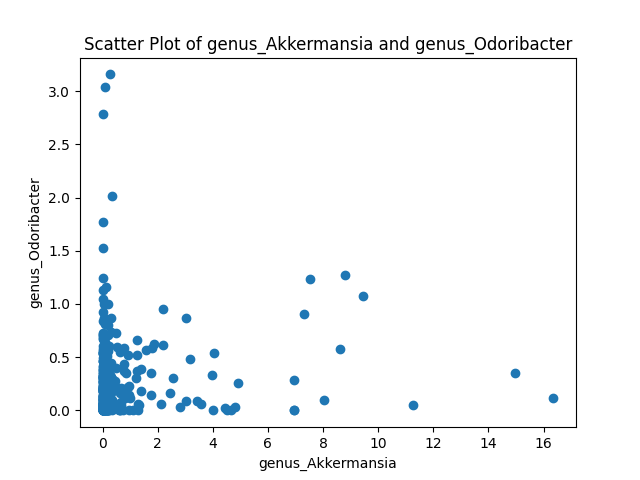 Scatter Plot of genus_Akkermansia and genus_Odoribacter
3.0
2.5
2.0
1.5
1.0
0.5
0.0
genus_Odoribacter
0 2 4 6 8 10 12 14 16
genus_Akkermansia